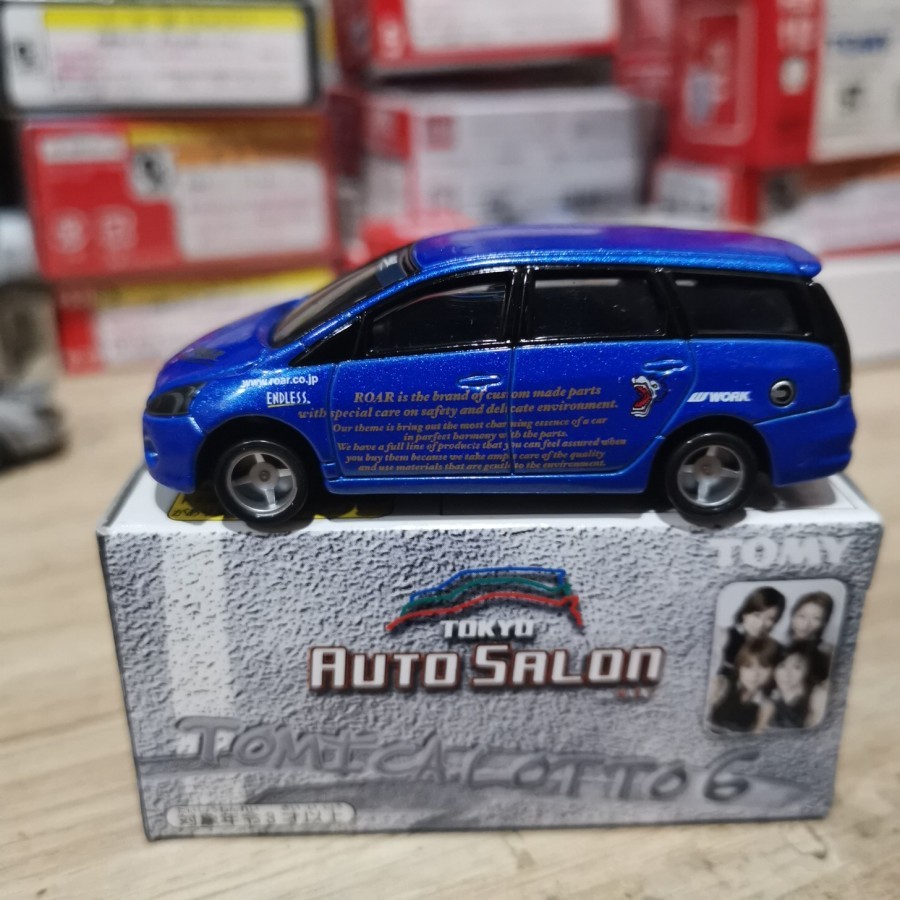 www.roar.co.jp
ENDLESS.
ROAR is the brand of custom made parts
with special care on safety and delicate environment.
Our theme is bring out the most charming essence of a car
in parfect harmony with the parts.
We have a full line of products that you can feel assured when
you buy them because we take ample care of the quality
and use materials that are gentle to the environment.
WORK
TOMY
TOKYO
AUTO SALON
TOMICA LOTTO 6